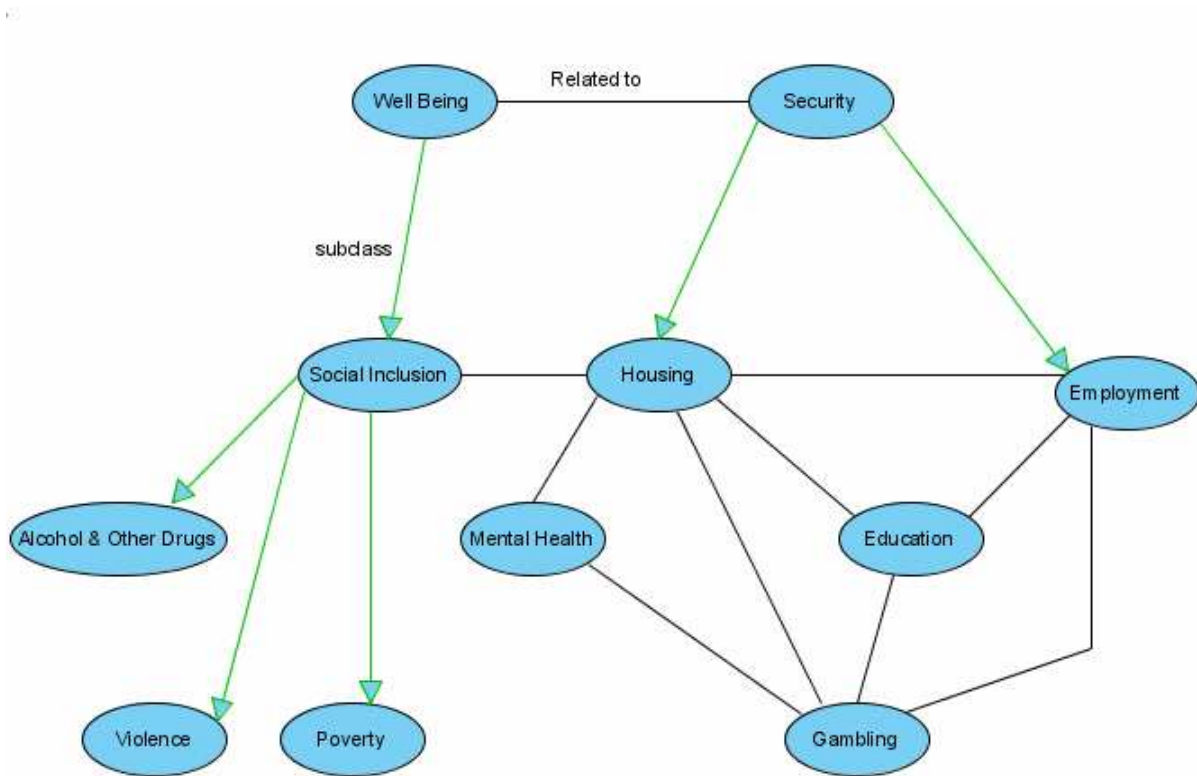 Related to
Well Being
Security
subclass
Social Inclusion
Housing
Employment
Alcohol & Other Drugs
Mental Health
Education
Violence
Poverty
Gambling